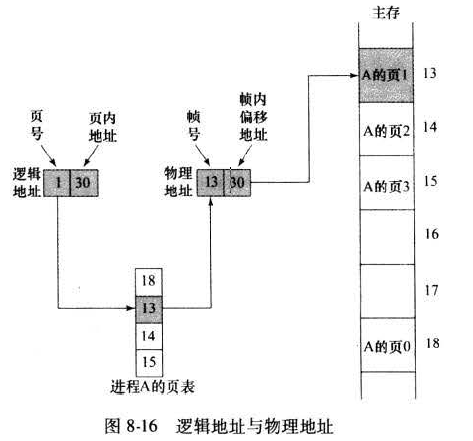 主存
A的页1 13
A的页2 14
A的页3 15
16
17
A的页0 18
页号
页内地址
逻辑地址
1 30
帧号
帧内偏移地址
物理地址
13 30
18
13
14
15
进程A的页表
图 8-16 逻辑地址与物理地址